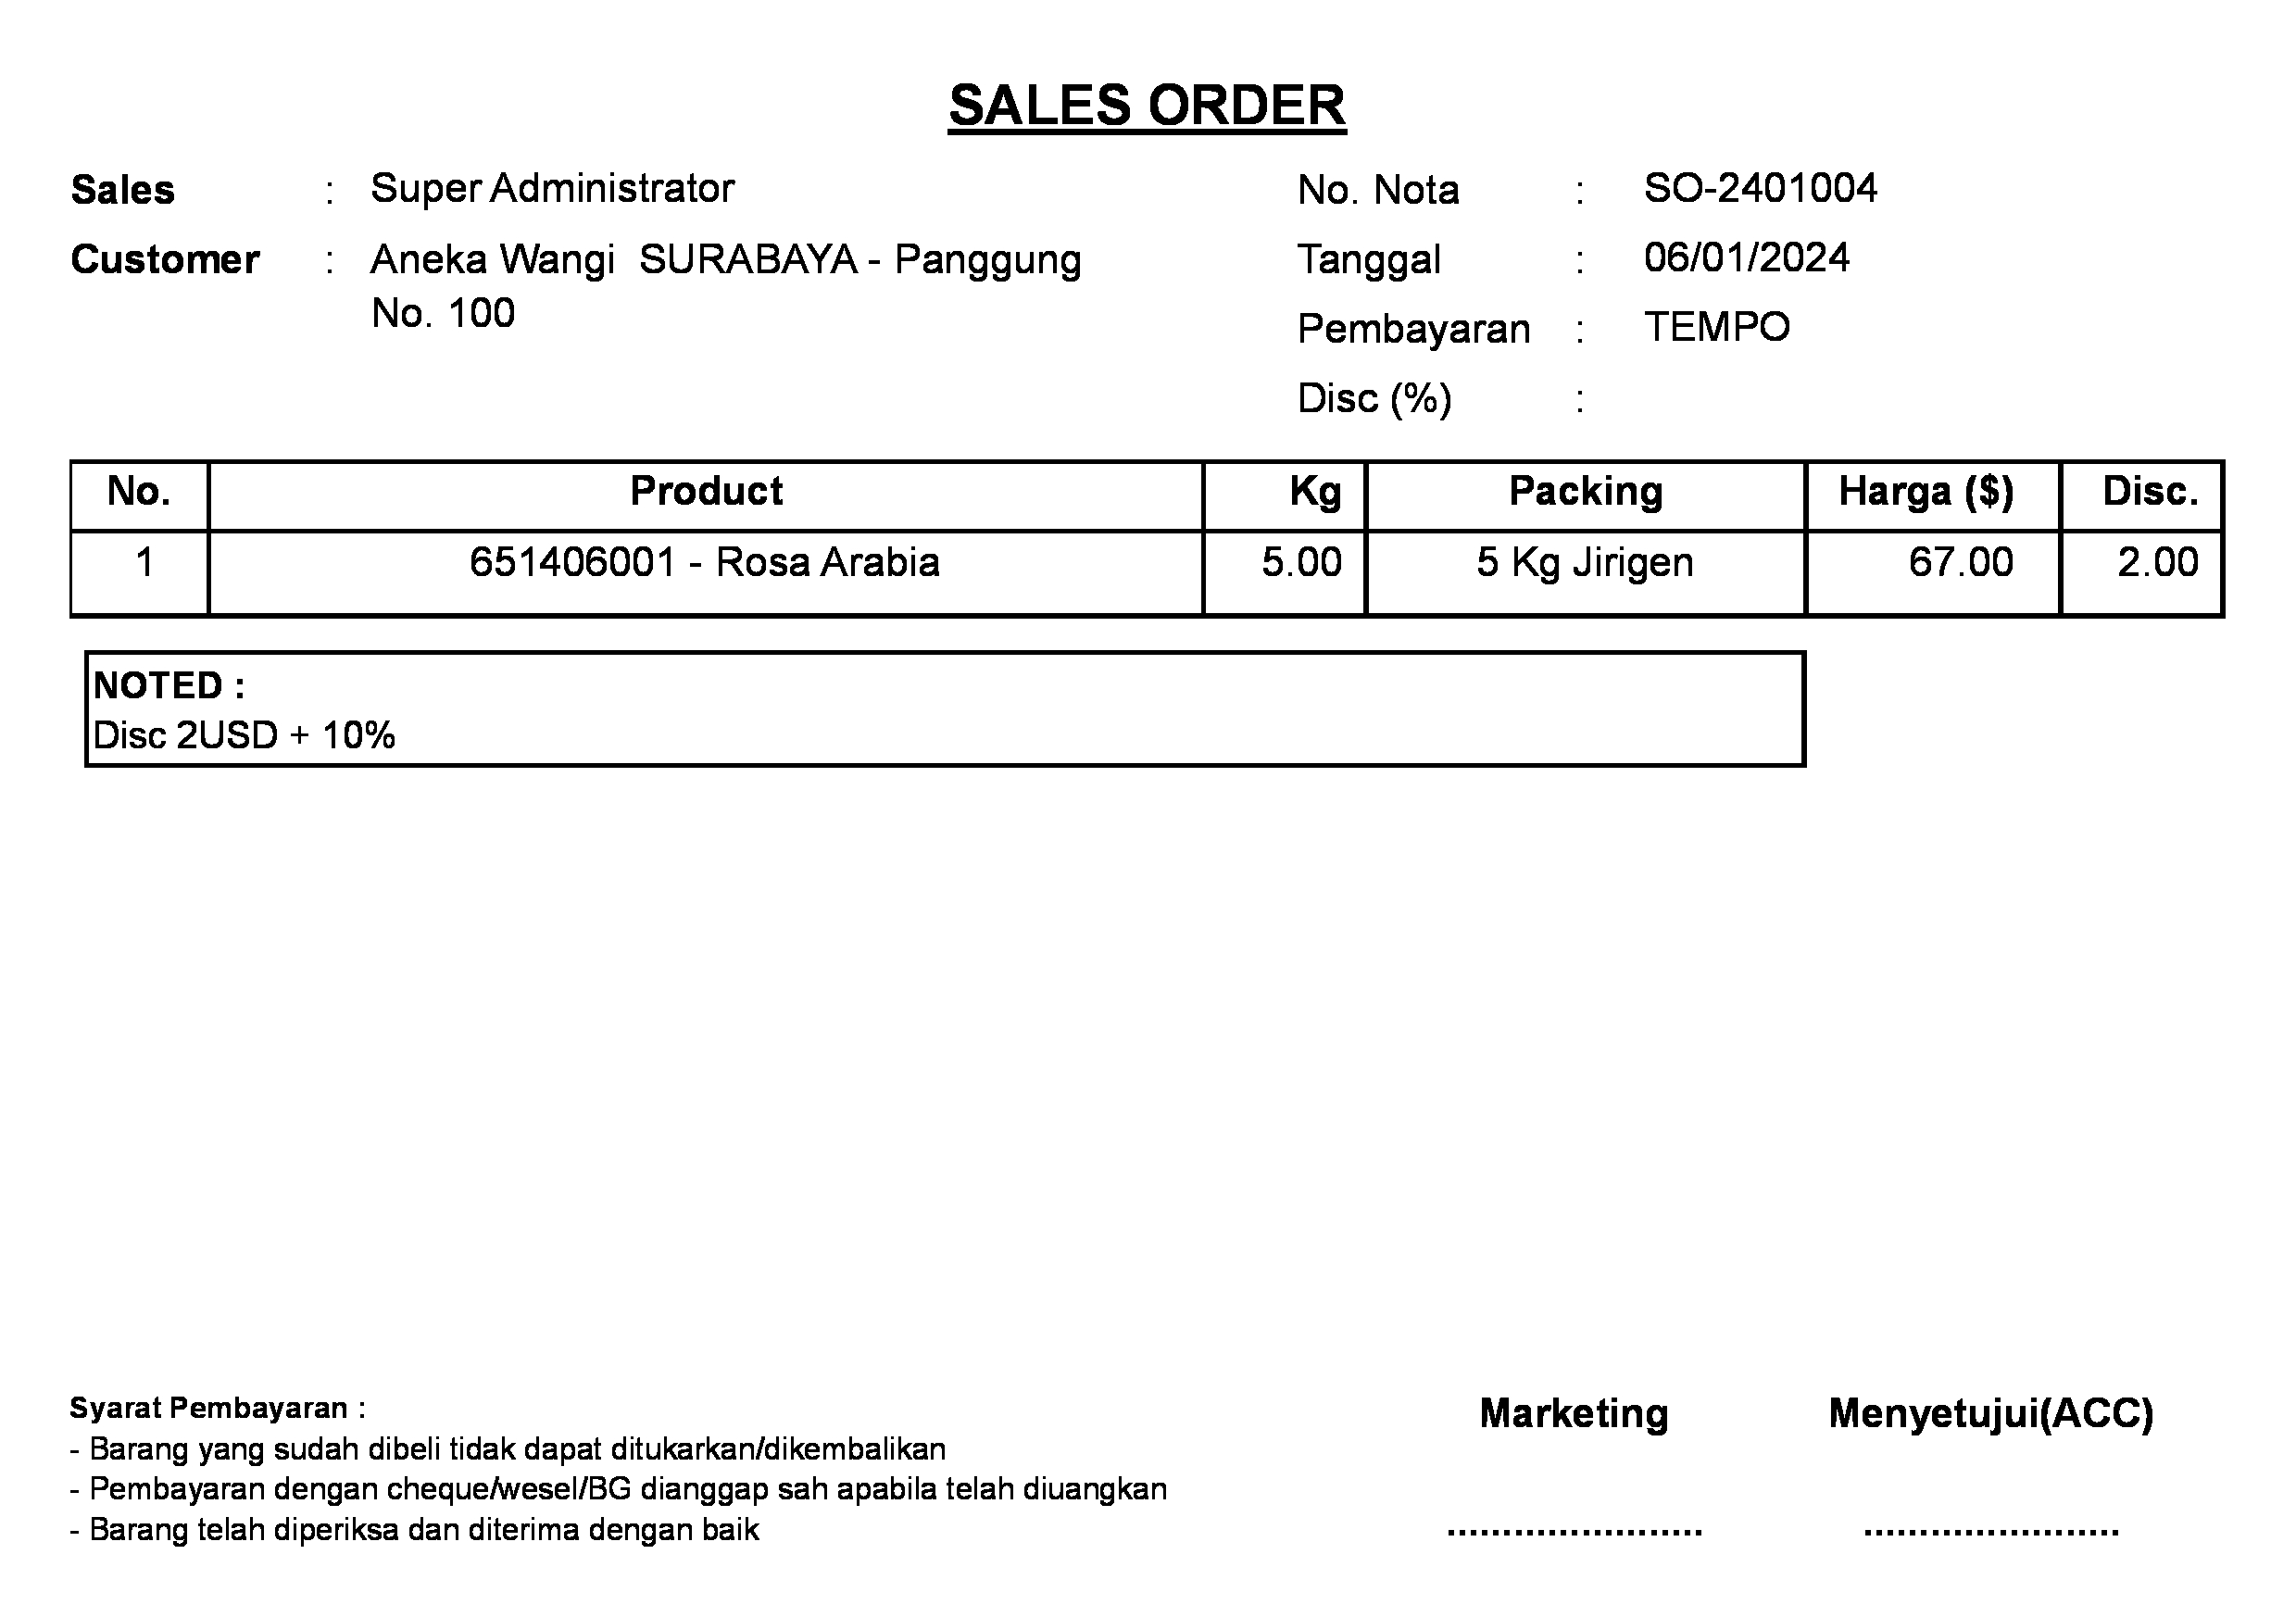 SALES ORDER
Sales : Super Administrator
No. Nota : SO-2401004
Customer : Aneka Wangi SURABAYA - Panggung
No. 100
Tanggal : 06/01/2024
Pembayaran : TEMPO
Disc (%) :
No. Product Kg Packing Harga ($) Disc.
1 651406001 - Rosa Arabia 5.00 5 Kg Jirigen 67.00 2.00
NOTED :
Disc 2USD + 10%
Syarat Pembayaran :
- Barang yang sudah dibeli tidak dapat ditukarkan/dikembalikan
- Pembayaran dengan cheque/wesel/BG dianggap sah apabila telah diuangkan
- Barang telah diperiksa dan diterima dengan baik
Marketing Menyetujui(ACC)
....................... .......................